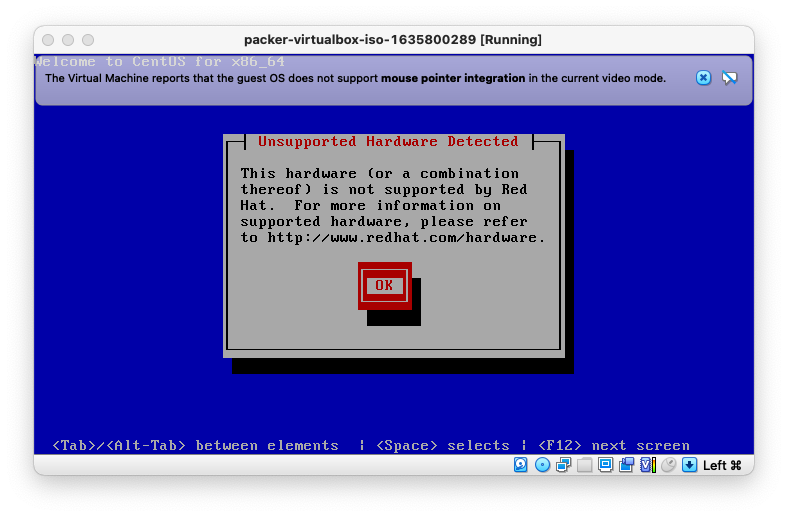 packer-virtualbox-iso-1635800289 [Running]
Welcome to CentOS for x86_64
The Virtual Machine reports that the guest OS does not support mouse pointer integration in the current video mode.
Unsupported Hardware Detected
This hardware (or a combination
thereof) is not supported by Red
Hat.  For more information on
supported hardware, please refer
to http://www.redhat.com/hardware.
OK
<Tab>/<Alt-Tab> between elements  | <Space> selects | <F12> next screen
Left ⌘